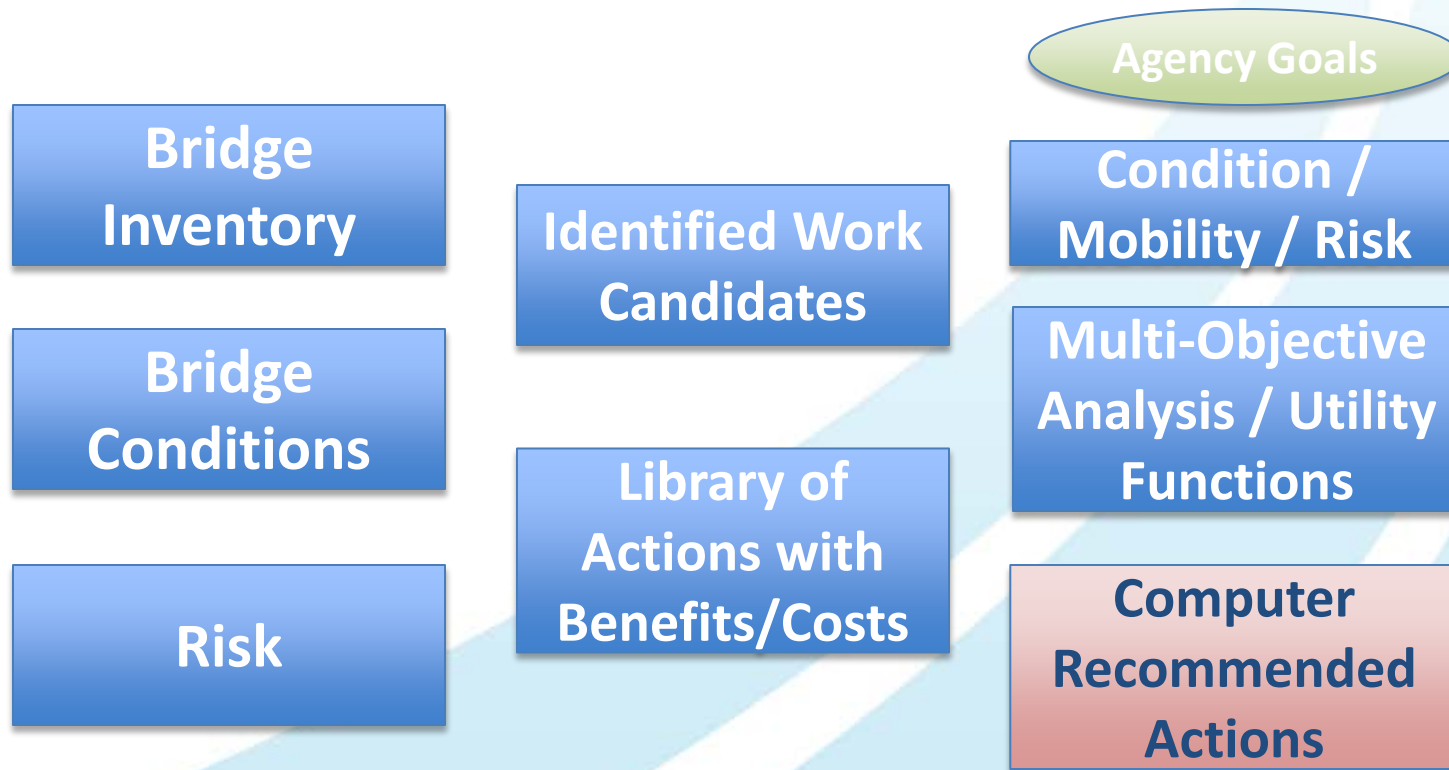 Bridge
Inventory
Bridge
Conditions
Risk
Identified Work
Candidates
Library of
Actions with
Benefits/Costs
Agency Goals
Condition /
Mobility / Risk
Multi-Objective
Analysis / Utility
Functions
Computer
Recommended
Actions